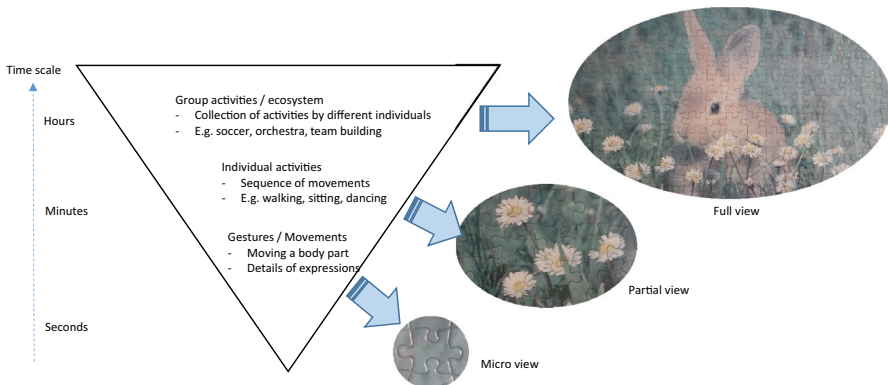 Time scale
Hours
Minutes
Seconds
Group activities / ecosystem
- Collection of activities by different individuals
- E.g. soccer, orchestra, team building
Individual activities
- Sequence of movements
- E.g. walking, sitting, dancing
Gestures / Movements
- Moving a body part
- Details of expressions
Full view
Partial view
Micro view